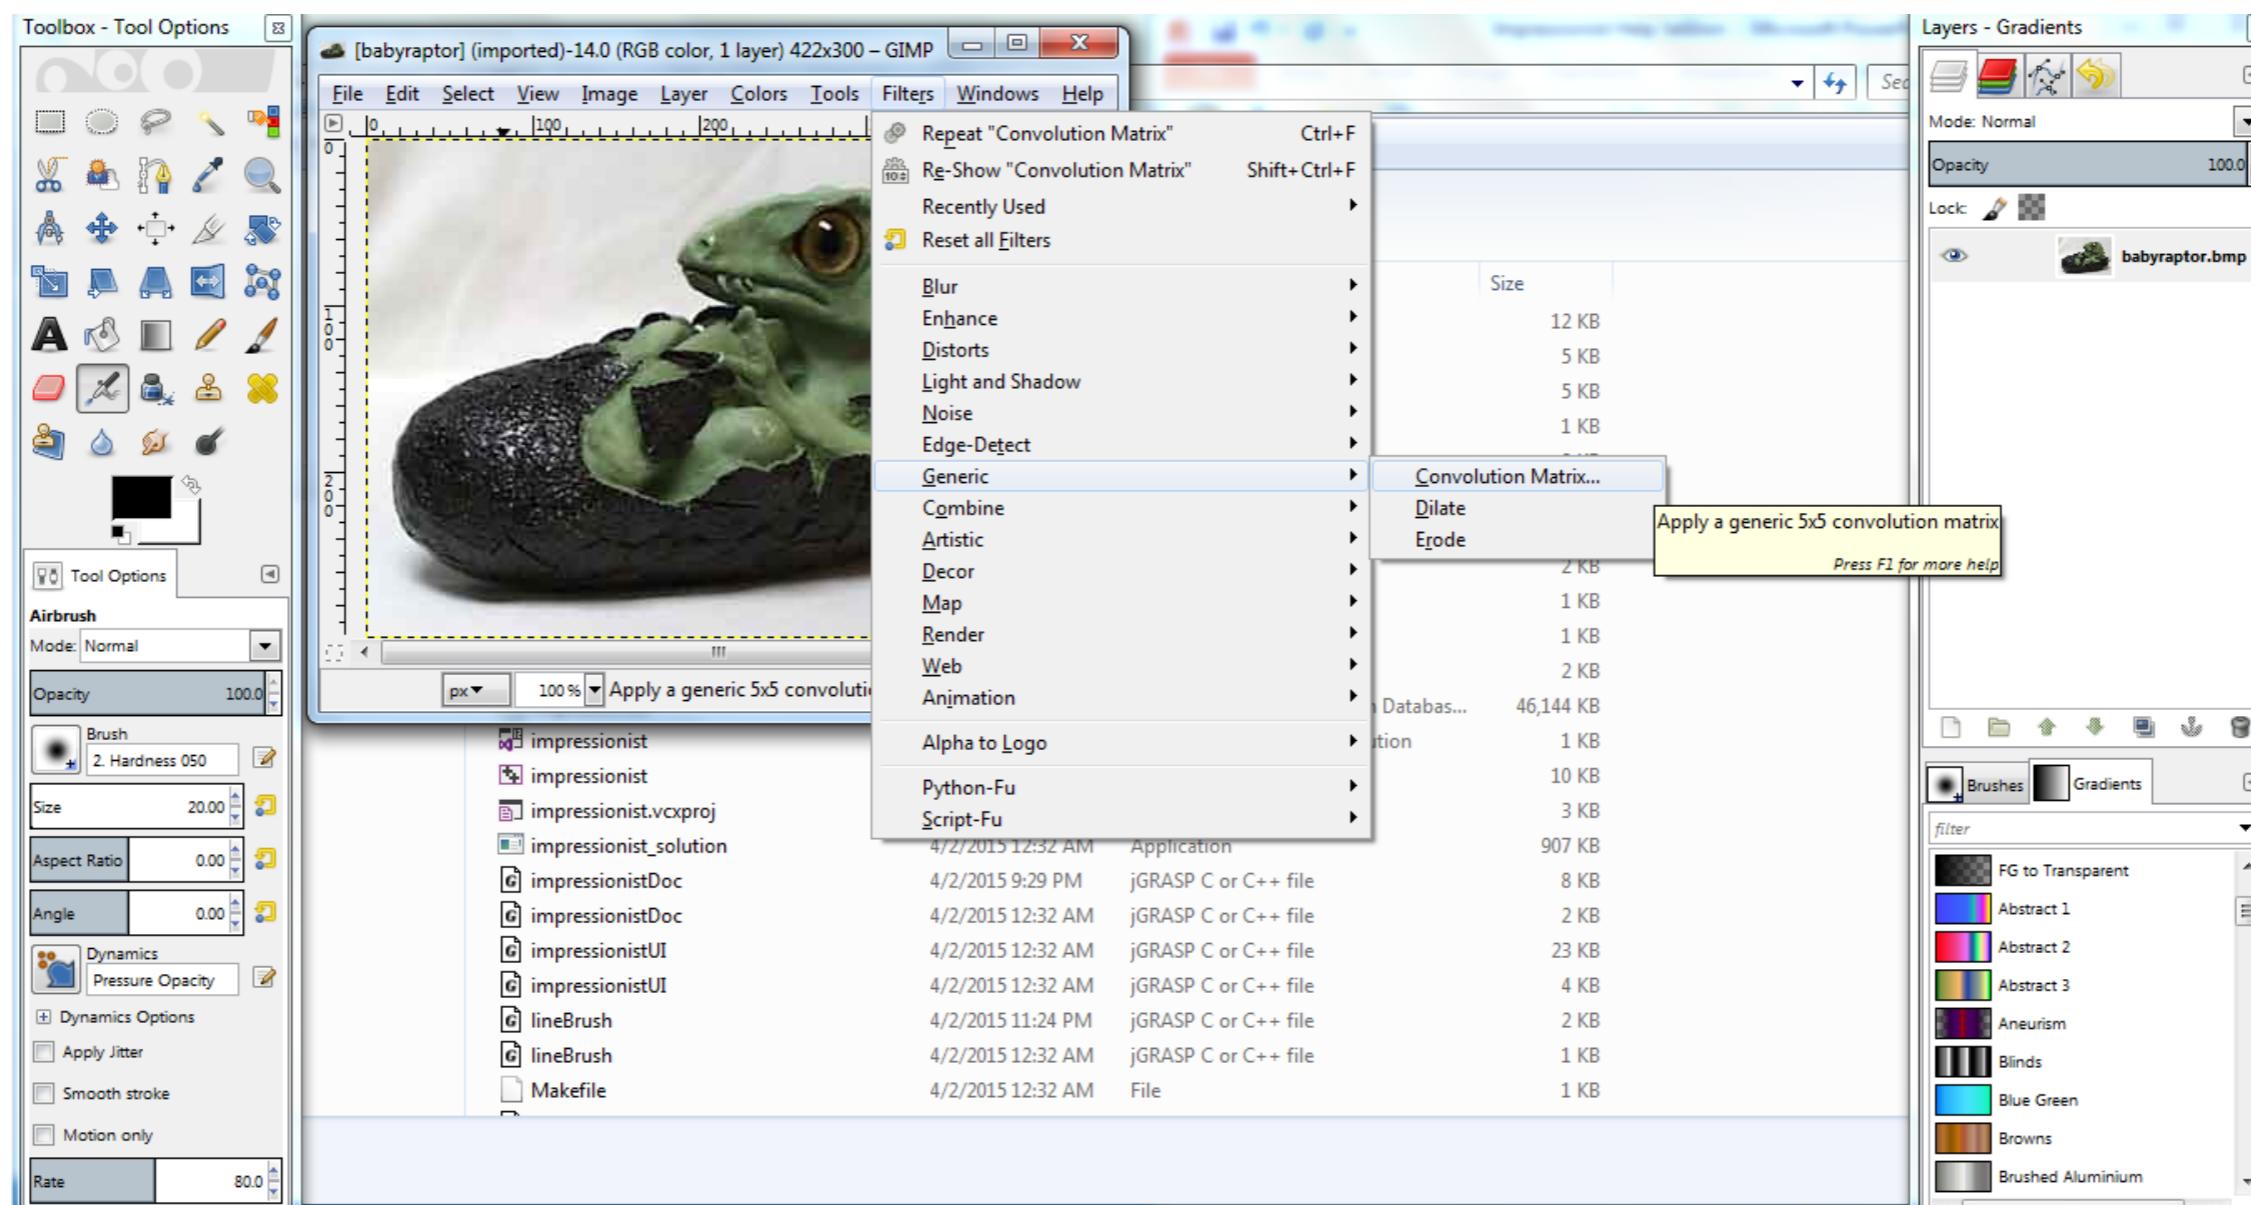 Toolbox - Tool Options
Tool Options
Airbrush
Mode: Normal
Opacity 100.0
Brush
2. Hardness 050
Size 20.00
Aspect Ratio 0.00
Angle 0.00
Dynamics
Pressure Opacity
Dynamics Options
Apply Jitter
Smooth stroke
Motion only
Rate 80.0
[babyraptor] (imported)-14.0 (RGB color, 1 layer) 422x300 – GIMP
File Edit Select View Image Layer Colors Tools Filters Windows Help
0 100 200
0
100
200
px 100 % Apply a generic 5x5
Repeat "Convolution Matrix" Ctrl+F
Re-Show "Convolution Matrix" Shift+Ctrl+F
Recently Used
Reset all Filters
Blur
Enhance
Distorts
Light and Shadow
Noise
Edge-Detect
Generic
Combine
Artistic
Decor
Map
Render
Web
Animation
Alpha to Logo
Python-Fu
Script-Fu
Convolution Matrix...
Dilate
Erode
Apply a generic 5x5 convolution matrix
Press F1 for more help
Size
12 KB
5 KB
5 KB
1 KB
2 KB
1 KB
1 KB
2 KB
Databas... 46,144 KB
impressionist 1 KB
impressionist 10 KB
impressionist.vcxproj 3 KB
impressionist_solution 4/2/2015 12:32 AM Application 907 KB
impressionistDoc 4/2/2015 9:29 PM jGRASP C or C++ file 8 KB
impressionistDoc 4/2/2015 12:32 AM jGRASP C or C++ file 2 KB
impressionistUI 4/2/2015 12:32 AM jGRASP C or C++ file 23 KB
impressionistUI 4/2/2015 12:32 AM jGRASP C or C++ file 4 KB
lineBrush 4/2/2015 11:24 PM jGRASP C or C++ file 2 KB
lineBrush 4/2/2015 12:32 AM jGRASP C or C++ file 1 KB
Makefile 4/2/2015 12:32 AM File 1 KB
Layers - Gradients
Mode: Normal
Opacity 100.0
Lock:
babyraptor.bmp
Brushes Gradients
filter
FG to Transparent
Abstract 1
Abstract 2
Abstract 3
Aneurism
Blinds
Blue Green
Browns
Brushed Aluminium